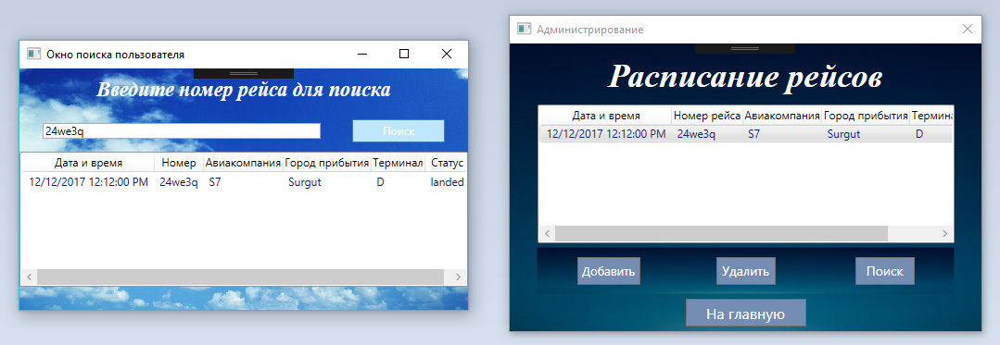 Окно поиска пользователя
Введите номер рейса для поиска
24we3q Поиск
Дата и время Номер Авиакомпания Город прибытия Терминал Статус
12/12/2017 12:12:00 PM 24we3q S7 Surgut D landed
Администрирование
Расписание рейсов
Дата и время Номер рейса Авиакомпания Город прибытия Термина
12/12/2017 12:12:00 PM 24we3q S7 Surgut D
Добавить Удалить Поиск
На главную